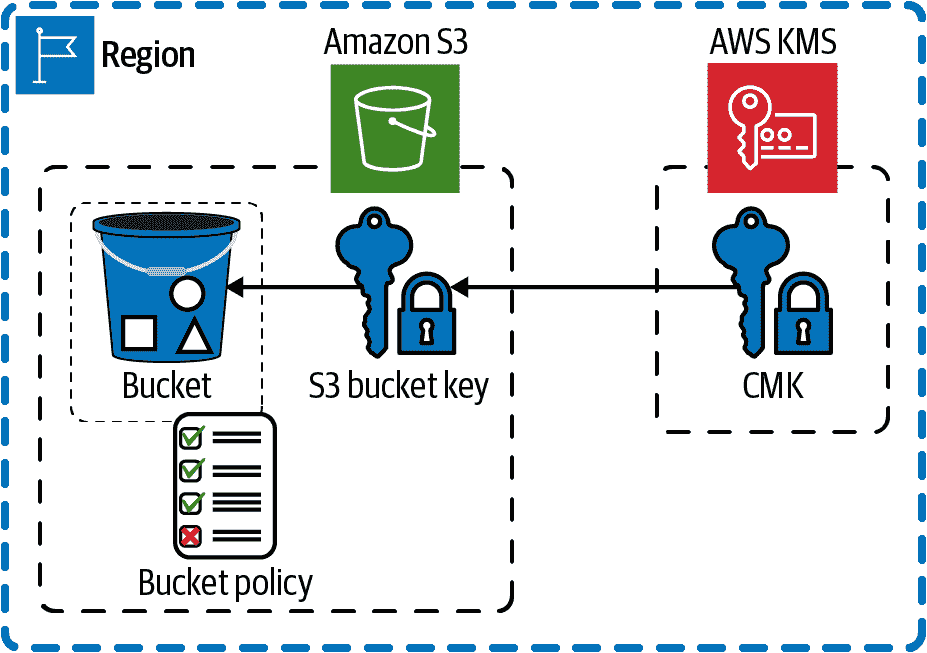 Region
Amazon S3
AWS KMS
Bucket
S3 bucket key
CMK
Bucket policy